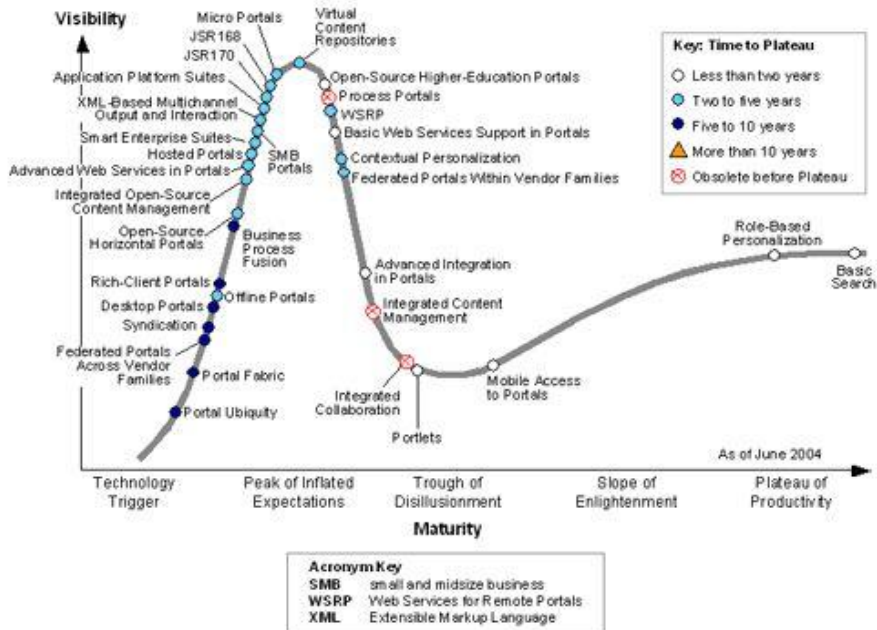 Visibility
Micro Portals
JSR168
JSR170
Application Platform Suites
XML-Based Multichannel
Output and Interaction
Smart Enterprise Suites
Hosted Portals
Advanced Web Services in Portals
Integrated Open-Source
Content Management
Open-Source
Horizontal Portals
Rich-Client Portals
Desktop Portals
Syndication
Federated Portals
Across Vendor
Families
Virtual
Content
Repositories
SMB
Portals
Business
Process
Fusion
Offline Portals
Portal Fabric
Portal Ubiquity
Open-Source Higher-Education Portals
Process Portals
WSRP
Basic Web Services Support in Portals
Contextual Personalization
Federated Portals Within Vendor Families
Advanced Integration
in Portals
Integrated Content
Management
Integrated
Collaboration
Portlets
Mobile Access
to Portals
Role-Based
Personalization
Basic
Search
Key: Time to Plateau
Less than two years
Two to five years
Five to 10 years
More than 10 years
Obsolete before Plateau
As of June 2004
Technology
Trigger
Peak of Inflated
Expectations
Trough of
Disillusionment
Slope of
Enlightenment
Plateau of
Productivity
Maturity
Acronym Key
SMB small and midsize business
WSRP Web Services for Remote Portals
XML Extensible Markup Language